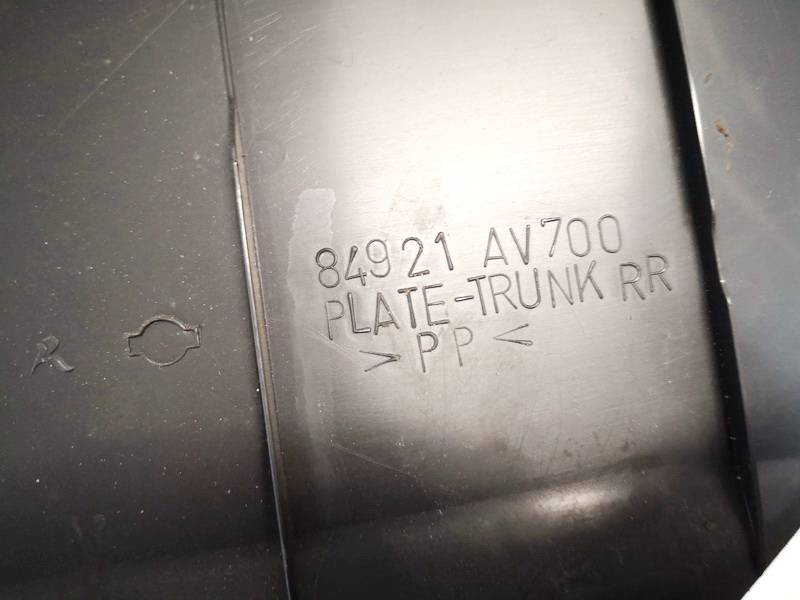 84921 AV700
PLATE-TRUNK RR
>PP<
R